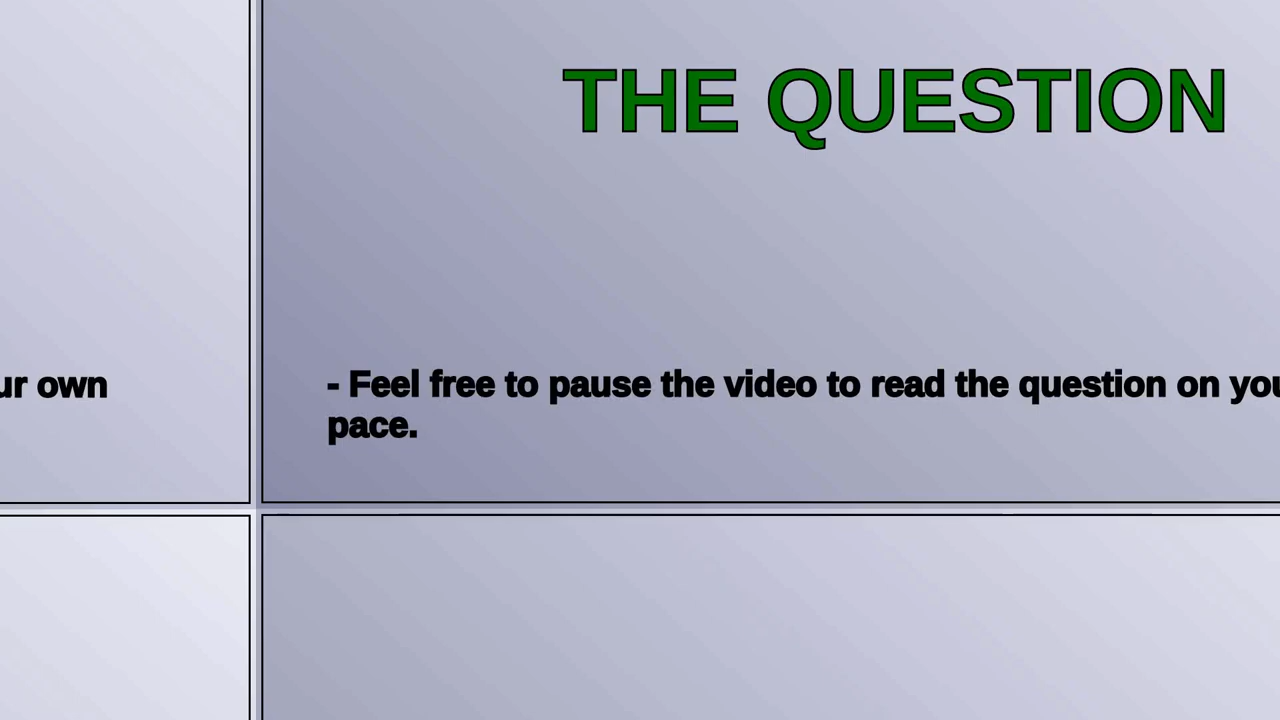 THE QUESTION
ur own
- Feel free to pause the video to read the question on you
pace.